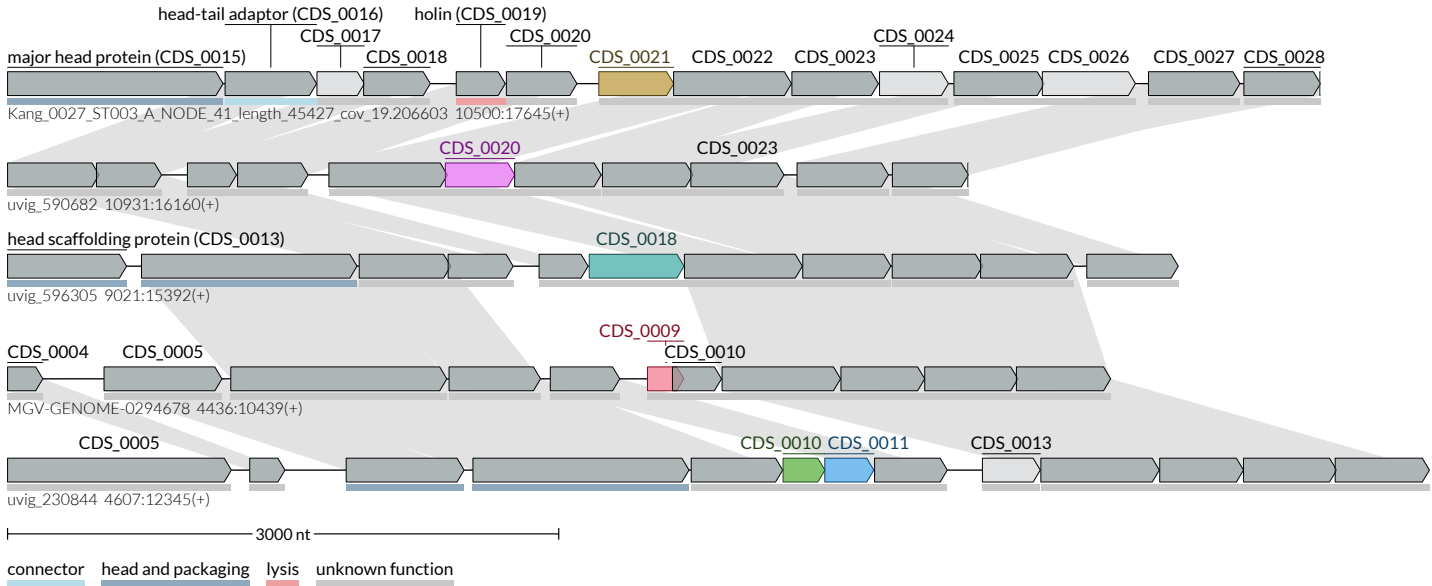 head-tail adaptor (CDS_0016) holin (CDS_0019)
CDS_0017 CDS_0020 CDS_0024
major head protein (CDS_0015) CDS_0018 CDS_0021 CDS_0022 CDS_0023 CDS_0025 CDS_0026 CDS_0027 CDS_0028
Kang_0027_ST003_A_NODE_41_length_45427_cov_19.206603 10500:17645(+)
CDS_0020 CDS_0023
uvig_590682 10931:16160(+)
head scaffolding protein (CDS_0013) CDS_0018
uvig_596305 9021:15392(+)
CDS_0009
CDS_0004 CDS_0005 CDS_0010
MGV-GENOME-0294678 4436:10439(+)
CDS_0005 CDS_0010 CDS_0011 CDS_0013
uvig_230844 4607:12345(+)
3000 nt
connector head and packaging lysis unknown function